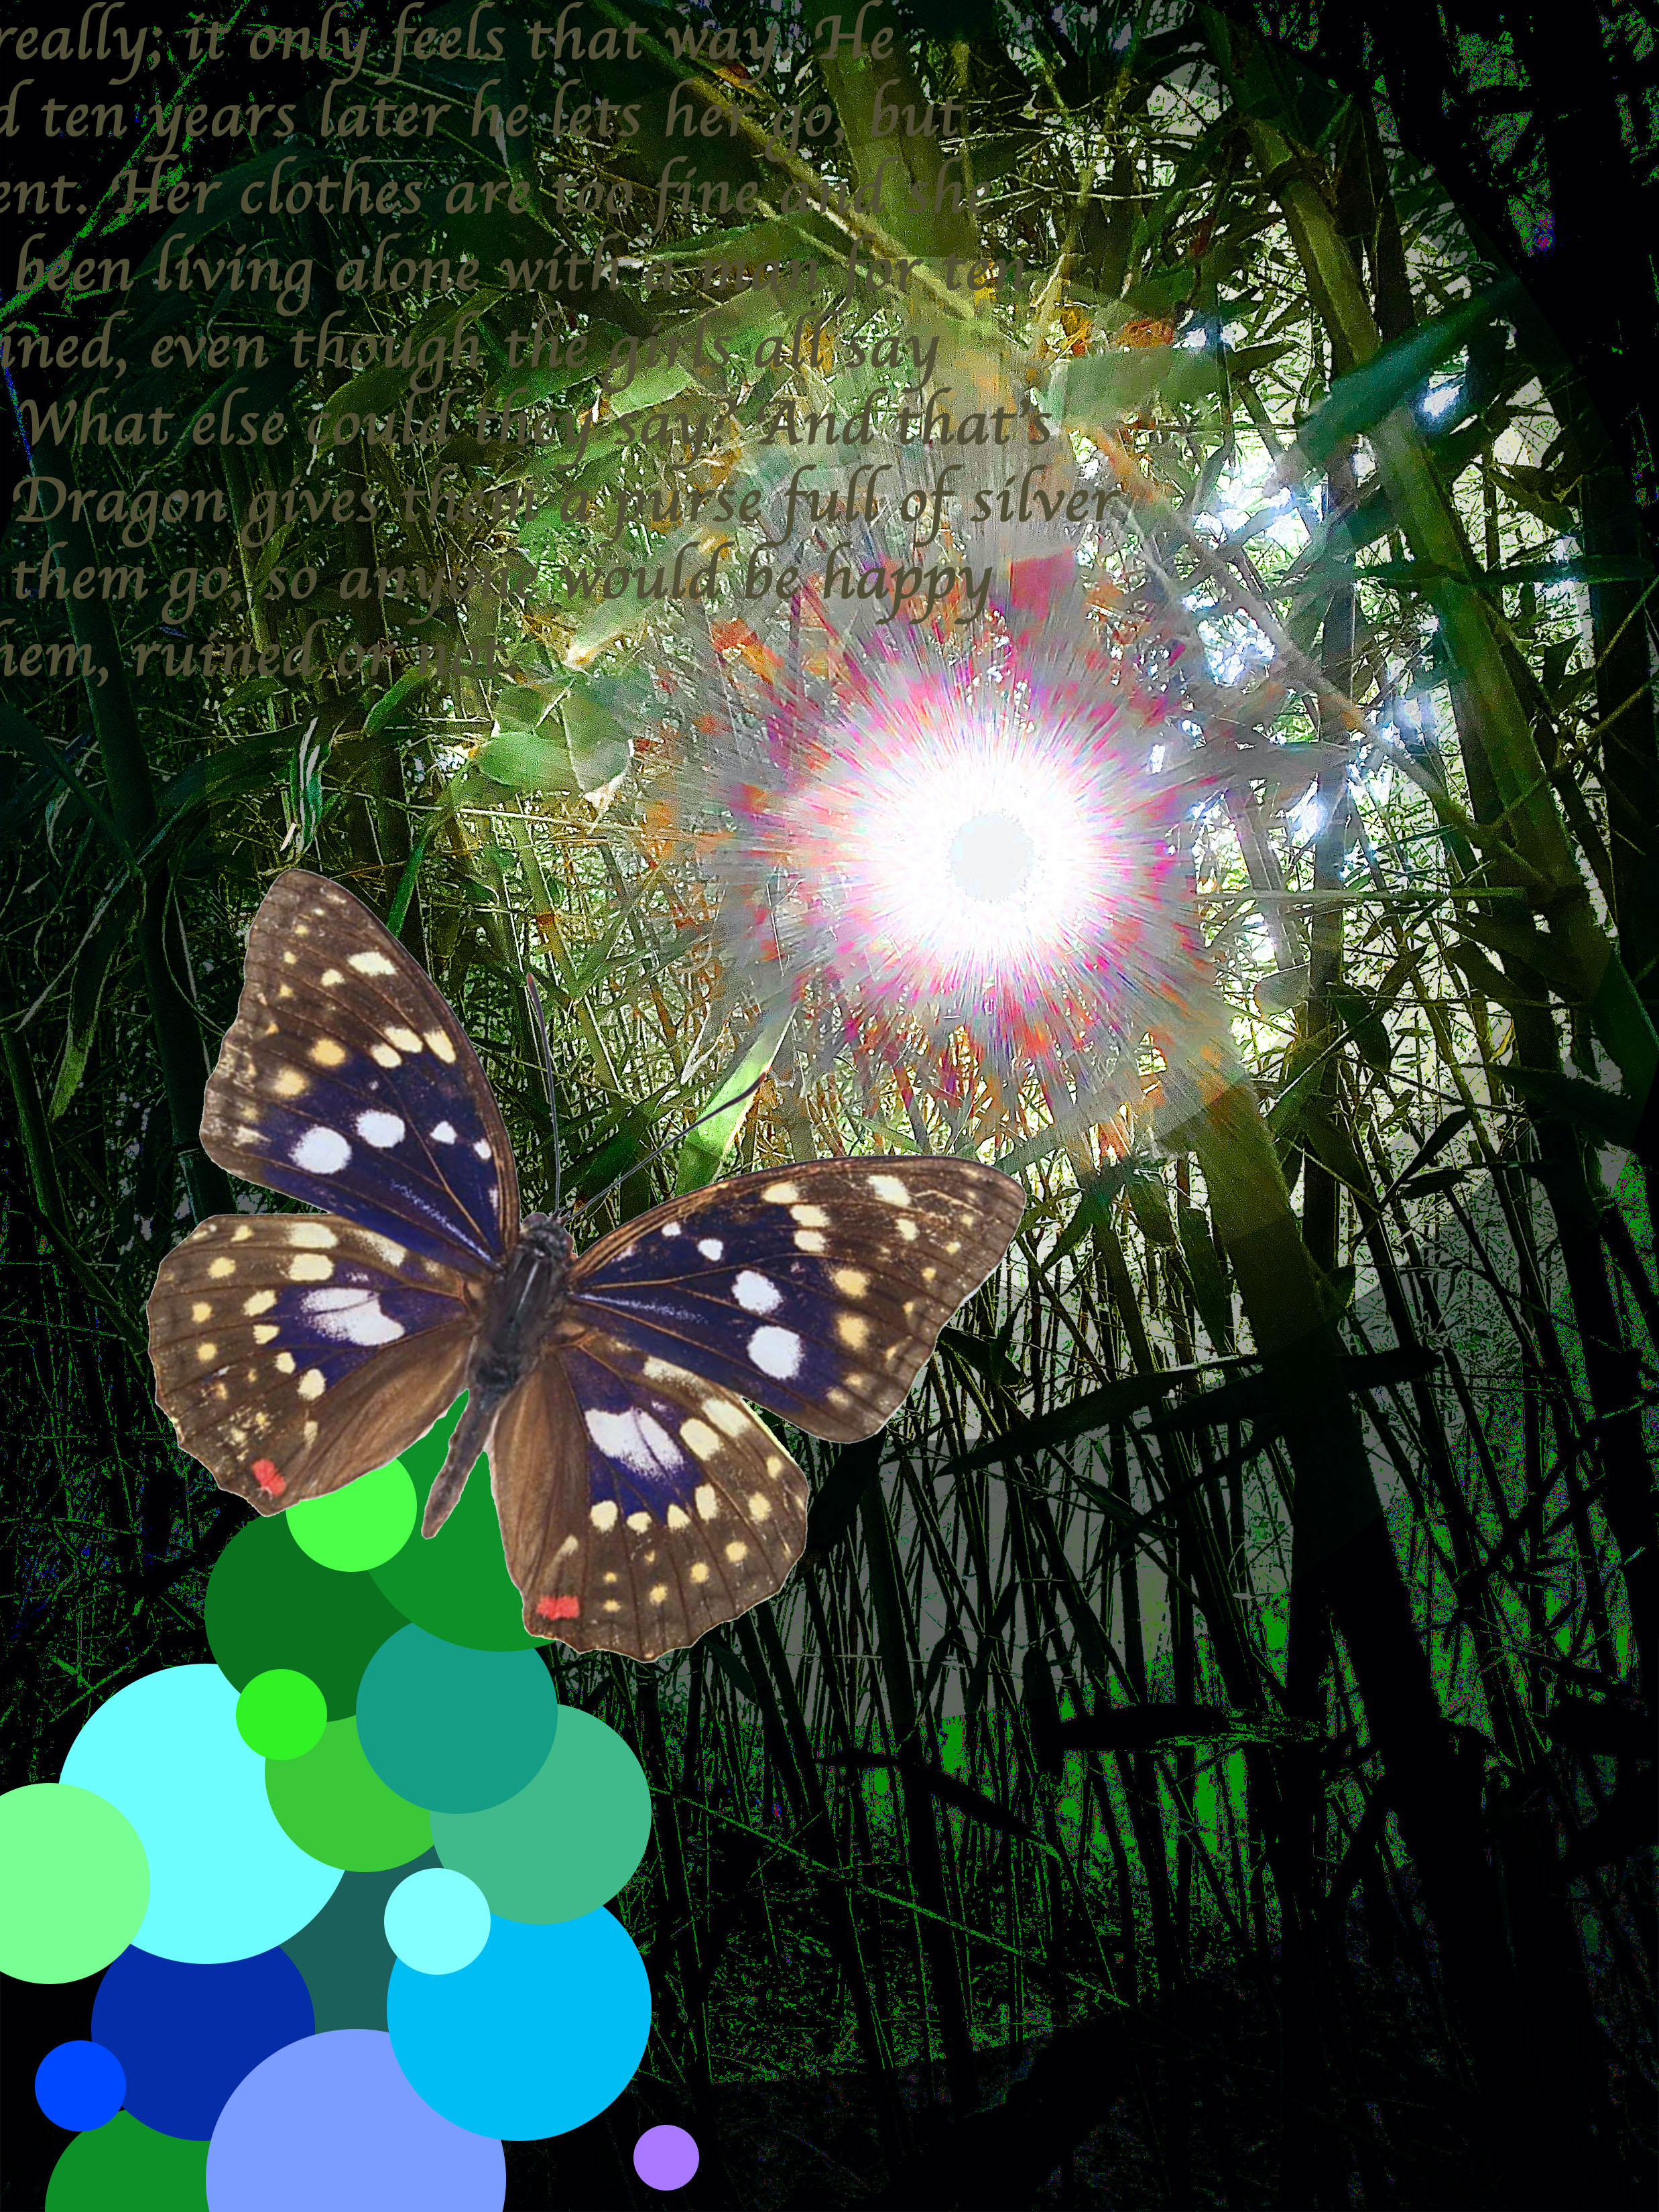 really; it only feels that way. He
d ten years later he lets her go, but
ent. Her clothes are too fine and she
been living alone with a man for ten
ined, even though the girls all say
What else could they say? ‘And that’s
Dragon gives them a purse full of silver
them go, so anyone would be happy
hem, ruined or not.